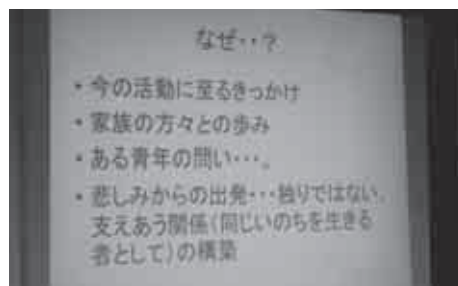 なぜ・・?
・今の活動に至るきっかけ
・家族の方々との歩み
・ある青年の問い・・・。
・悲しみからの出発・・・独りではない、
支えあう関係(同じいのちを生きる
者として)の構築